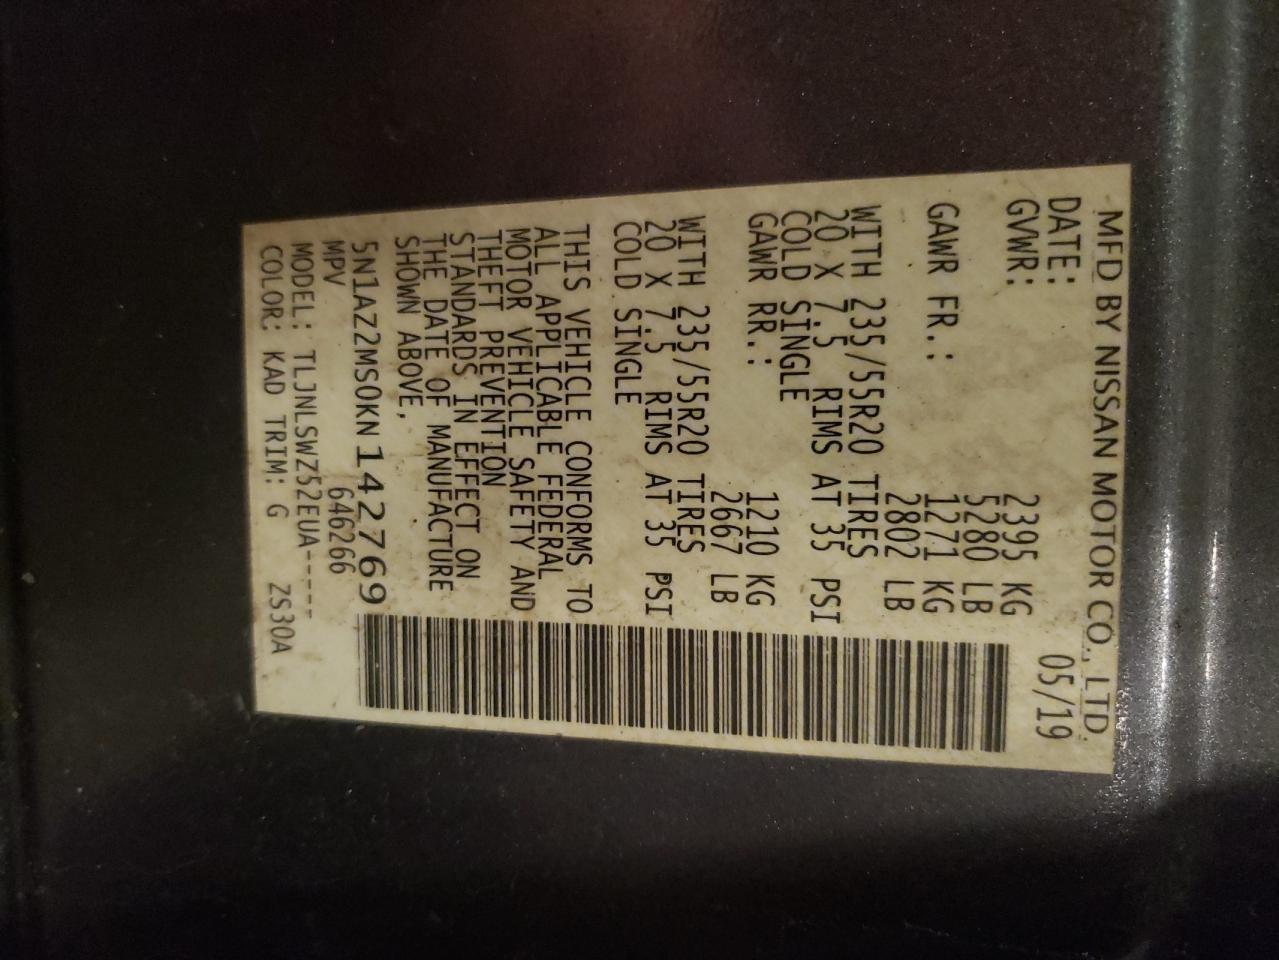 MFD BY NISSAN MOTOR CO., LTD.
DATE: 05/19
GVWR: 2395 KG
5280 LB
GAWR FR.: 1271 KG
2802 LB
WITH 235/55R20 TIRES
20 X 7.5 RIMS AT 35 PSI
COLD SINGLE
GAWR RR.: 1210 KG
2667 LB
WITH 235/55R20 TIRES
20 X 7.5 RIMS AT 35 PSI
COLD SINGLE
THIS VEHICLE CONFORMS TO
ALL APPLICABLE FEDERAL
MOTOR VEHICLE SAFETY AND
THEFT PREVENTION
STANDARDS IN EFFECT ON
THE DATE OF MANUFACTURE
SHOWN ABOVE,
5N1AZ2MS0KN142769
MPV 646266
MODEL: TLJNLSWZ52EUA-----
COLOR: KAD TRIM: G ZS30A